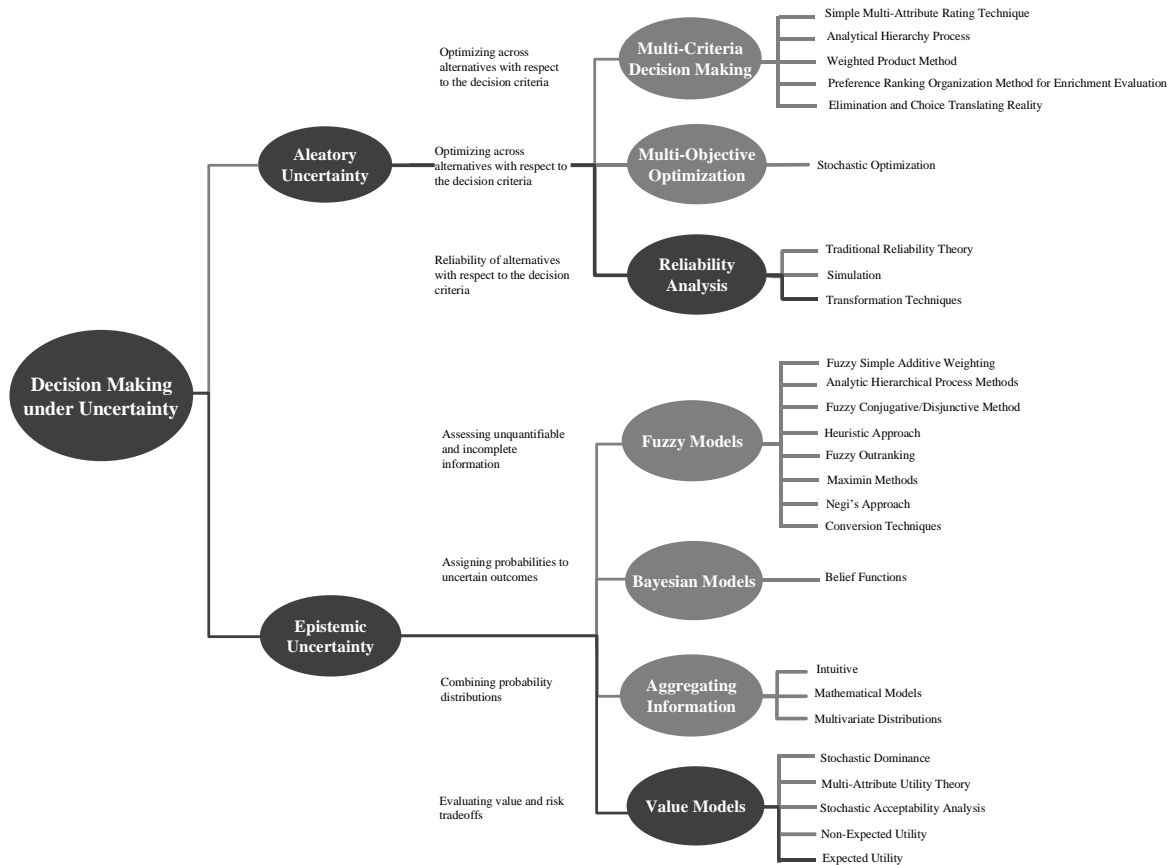 Decision Making
under Uncertainty
Aleatory
Uncertainty
Optimizing across
alternatives with respect
to the decision criteria
Multi-Criteria
Decision Making
Simple Multi-Attribute Rating Technique
Analytical Hierarchy Process
Weighted Product Method
Preference Ranking Organization Method for Enrichment Evaluation
Elimination and Choice Translating Reality
Optimizing across
alternatives with respect to
the decision criteria
Multi-Objective
Optimization
Stochastic Optimization
Reliability of alternatives
with respect to the decision
criteria
Reliability
Analysis
Traditional Reliability Theory
Simulation
Transformation Techniques
Epistemic
Uncertainty
Assessing unquantifiable
and incomplete
information
Fuzzy Models
Fuzzy Simple Additive Weighting
Analytic Hierarchical Process Methods
Fuzzy Conjugative/Disjunctive Method
Heuristic Approach
Fuzzy Outranking
Maximin Methods
Negi's Approach
Conversion Techniques
Assigning probabilities to
uncertain outcomes
Bayesian Models
Belief Functions
Combining probability
distributions
Aggregating
Information
Intuitive
Mathematical Models
Multivariate Distributions
Evaluating value and risk
tradeoffs
Value Models
Stochastic Dominance
Multi-Attribute Utility Theory
Stochastic Acceptability Analysis
Non-Expected Utility
Expected Utility